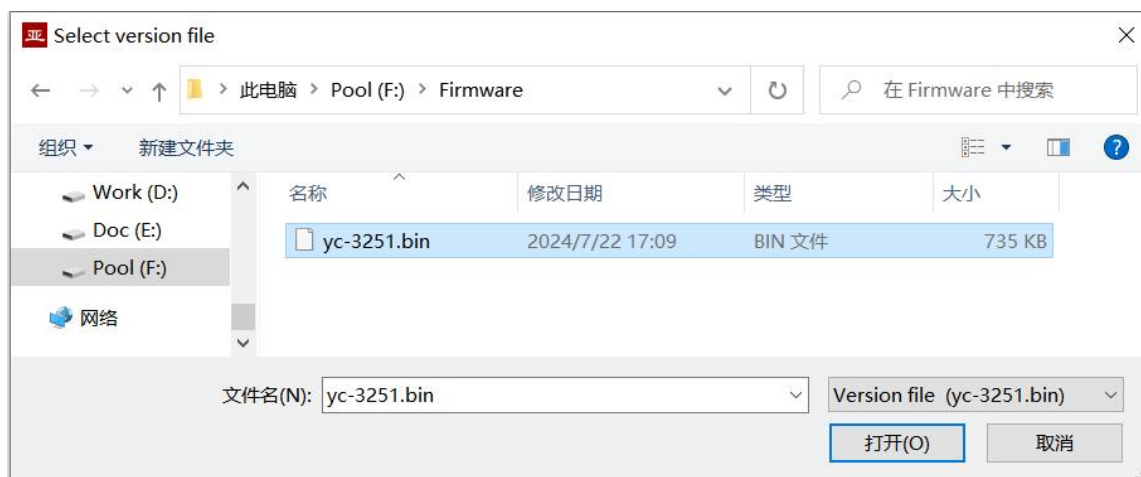 亚 Select version file
此电脑 > Pool (F:) > Firmware 在 Firmware 中搜索
组织 新建文件夹 ?
Work (D:)
Doc (E:)
Pool (F:)
网络
名称 修改日期 类型 大小
yc-3251.bin 2024/7/22 17:09 BIN 文件 735 KB
文件名(N): yc-3251.bin Version file (yc-3251.bin)
打开(O) 取消